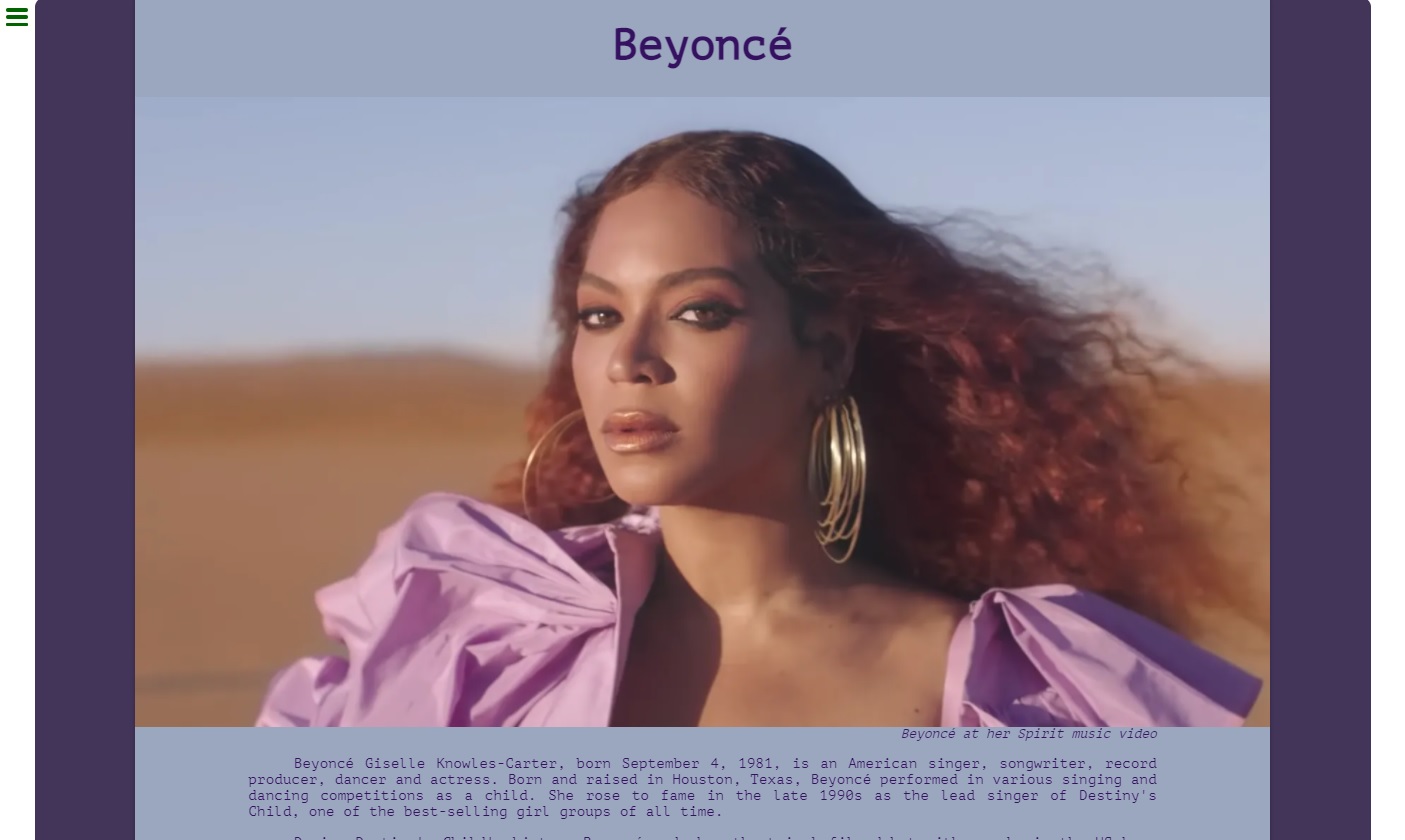 Beyoncé
Beyoncé at her Spirit music video
Beyoncé Giselle Knowles-Carter, born September 4, 1981, is an American singer, songwriter, record
producer, dancer and actress. Born and raised in Houston, Texas, Beyoncé performed in various singing and
dancing competitions as a child. She rose to fame in the late 1990s as the lead singer of Destiny's
Child, one of the best-selling girl groups of all time.